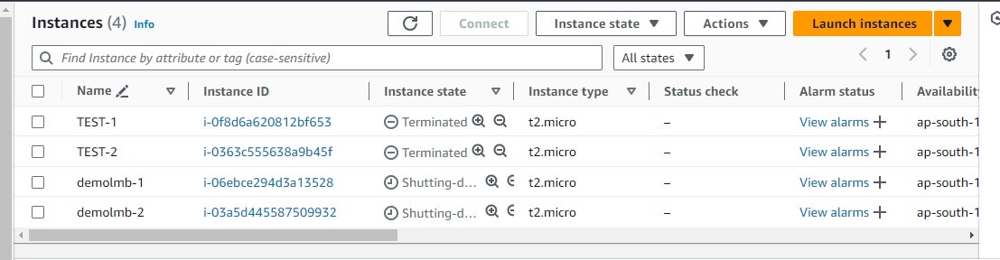 Instances (4) Info Connect Instance state Actions Launch instances
Find Instance by attribute or tag (case-sensitive) All states 1
Name Instance ID Instance state Instance type Status check Alarm status Availability
TEST-1 i-0f8d6a620812bf653 Terminated t2.micro – View alarms ap-south-1
TEST-2 i-0363c555638a9b45f Terminated t2.micro – View alarms ap-south-1
demolmb-1 i-06ebce294d3a13528 Shutting-d... t2.micro – View alarms ap-south-1
demolmb-2 i-03a5d445587509932 Shutting-d... t2.micro – View alarms ap-south-1